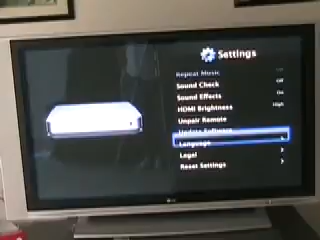 Settings
Repeat Music
Sound Check Off
Sound Effects On
HDMI Brightness High
Unpair Remote
Update Software
Language
Legal
Reset Settings
LG